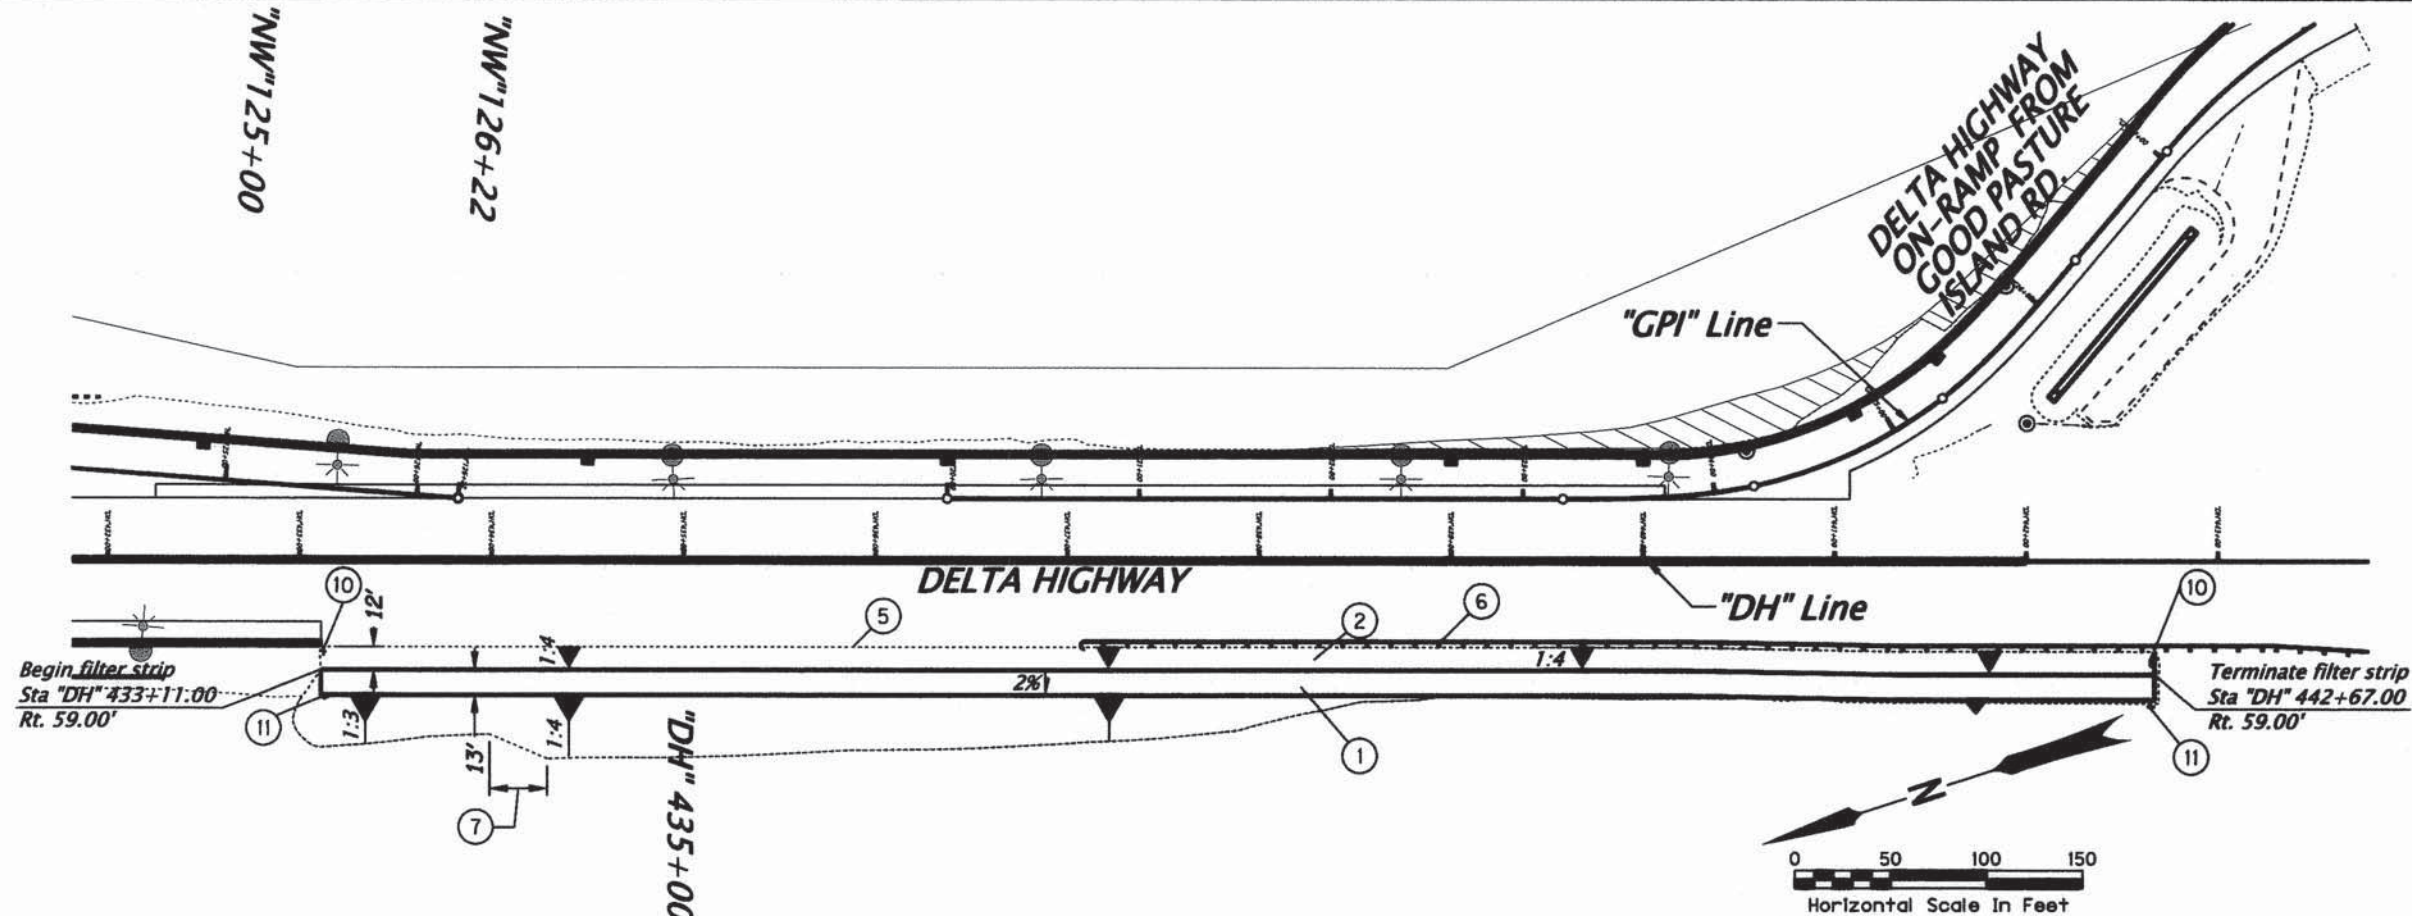 "NW"125+00
"NW"126+22
DELTA HIGHWAY
ON-RAMP FROM
GOOD PASTURE
ISLAND RD.
"GPI" Line
DELTA HIGHWAY
"DH" Line
10
12'
5
2
6
10
1:4
1:4
Begin filter strip
Sta "DH" 433+11.00
Rt. 59.00'
2%
Terminate filter strip
Sta "DH" 442+67.00
Rt. 59.00'
11
1:3
13'
1:4
1
11
7
"DH" 435+00
N
0 50 100 150
Horizontal Scale In Feet